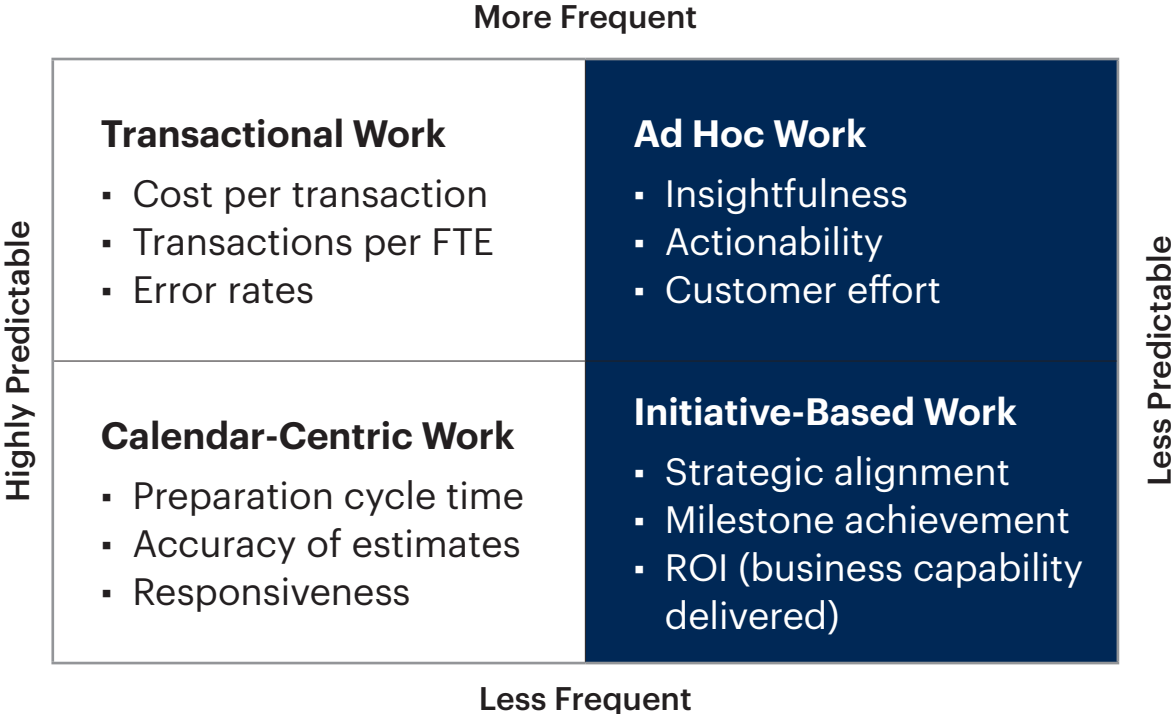 More Frequent
Highly Predictable
Transactional Work
▪ Cost per transaction
▪ Transactions per FTE
▪ Error rates
Ad Hoc Work
▪ Insightfulness
▪ Actionability
▪ Customer effort
Calendar-Centric Work
▪ Preparation cycle time
▪ Accuracy of estimates
▪ Responsiveness
Initiative-Based Work
▪ Strategic alignment
▪ Milestone achievement
▪ ROI (business capability
delivered)
Less Predictable
Less Frequent